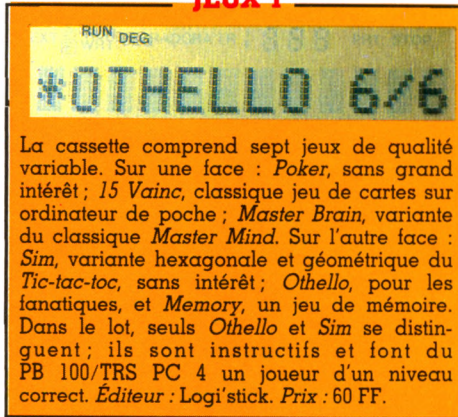 JEUX 1
RUN DEG
*OTHELLO 6/6
La cassette comprend sept jeux de qualité
variable. Sur une face : Poker, sans grand
intérêt ; 15 Vainc, classique jeu de cartes sur
ordinateur de poche ; Master Brain, variante
du classique Master Mind. Sur l'autre face :
Sim, variante hexagonale et géométrique du
Tic-tac-toc, sans intérêt ; Othello, pour les
fanatiques, et Memory, un jeu de mémoire.
Dans le lot, seuls Othello et Sim se distin-
guent ; ils sont instructifs et font du
PB 100/TRS PC 4 un joueur d'un niveau
correct. Éditeur : Logi'stick. Prix : 60 FF.